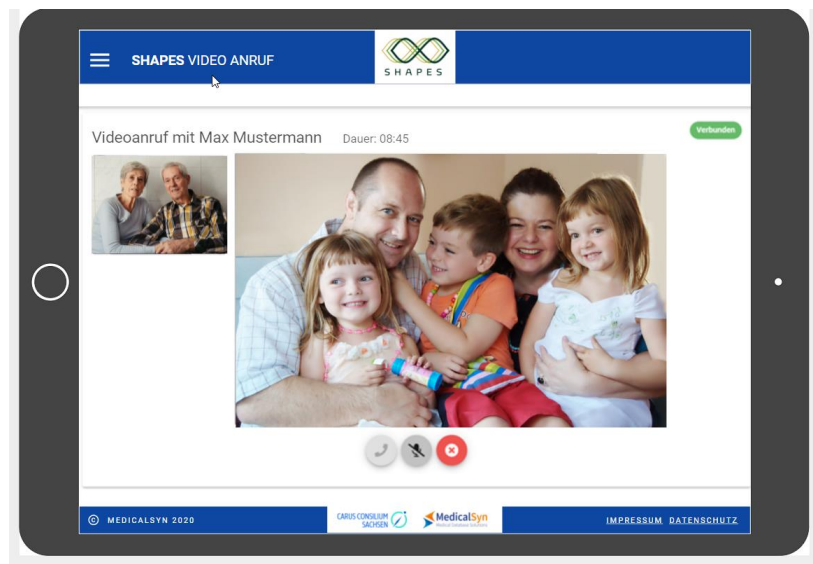 SHAPES VIDEO ANRUF
SHAPES
Videoanruf mit Max Mustermann Dauer: 08:45
Verbunden
© MEDICALSYN 2020
CARUS CONSILIUM
SACHSEN
MedicalSyn
IMPRESSUM DATENSCHUTZ